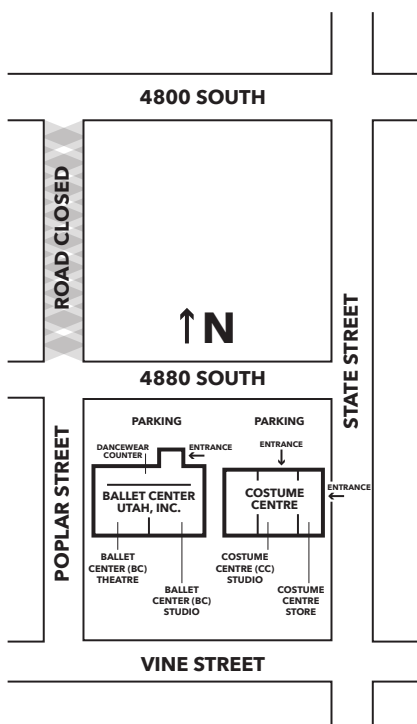 4800 SOUTH
ROAD CLOSED
↑N
STATE STREET
4880 SOUTH
PARKING
PARKING
DANCEWEAR
COUNTER
ENTRANCE
ENTRANCE
BALLET CENTER
UTAH, INC.
COSTUME
CENTRE
ENTRANCE
POPLAR STREET
BALLET
CENTER (BC)
THEATRE
BALLET
CENTER (BC)
STUDIO
COSTUME
CENTRE (CC)
STUDIO
COSTUME
CENTRE
STORE
VINE STREET